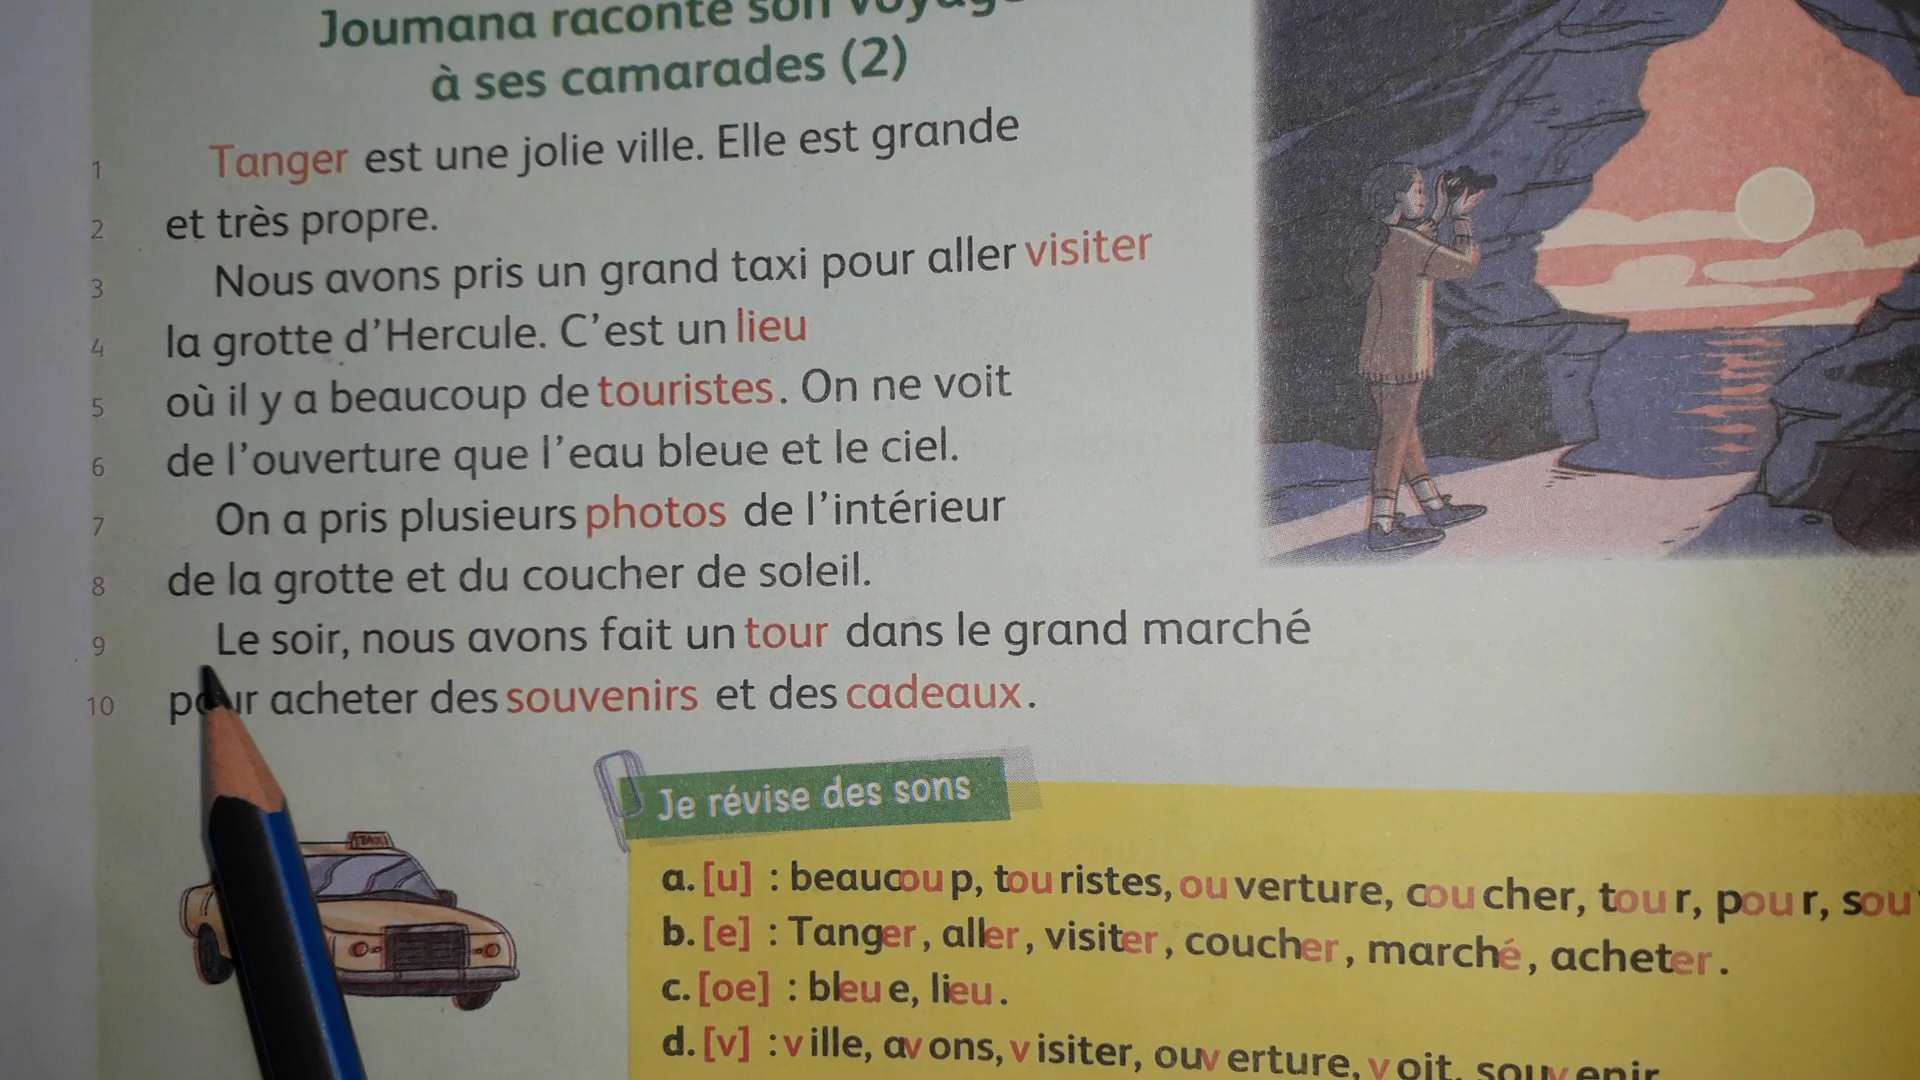 Joumana raconte son voyage
à ses camarades (2)
1 Tanger est une jolie ville. Elle est grande
2 et très propre.
3 Nous avons pris un grand taxi pour aller visiter
4 la grotte d'Hercule. C'est un lieu
5 où il y a beaucoup de touristes. On ne voit
6 de l'ouverture que l'eau bleue et le ciel.
7 On a pris plusieurs photos de l'intérieur
8 de la grotte et du coucher de soleil.
9 Le soir, nous avons fait un tour dans le grand marché
10 pour acheter des souvenirs et des cadeaux.
TAXI
Je révise des sons
a. [u] : beaucoup, touristes, ouverture, coucher, tour, pour, sou
b. [e] : Tanger, aller, visiter, coucher, marché, acheter.
c. [oe] : bleue, lieu.
d. [v] : ville, avons, visiter, ouverture, voit, souvenir